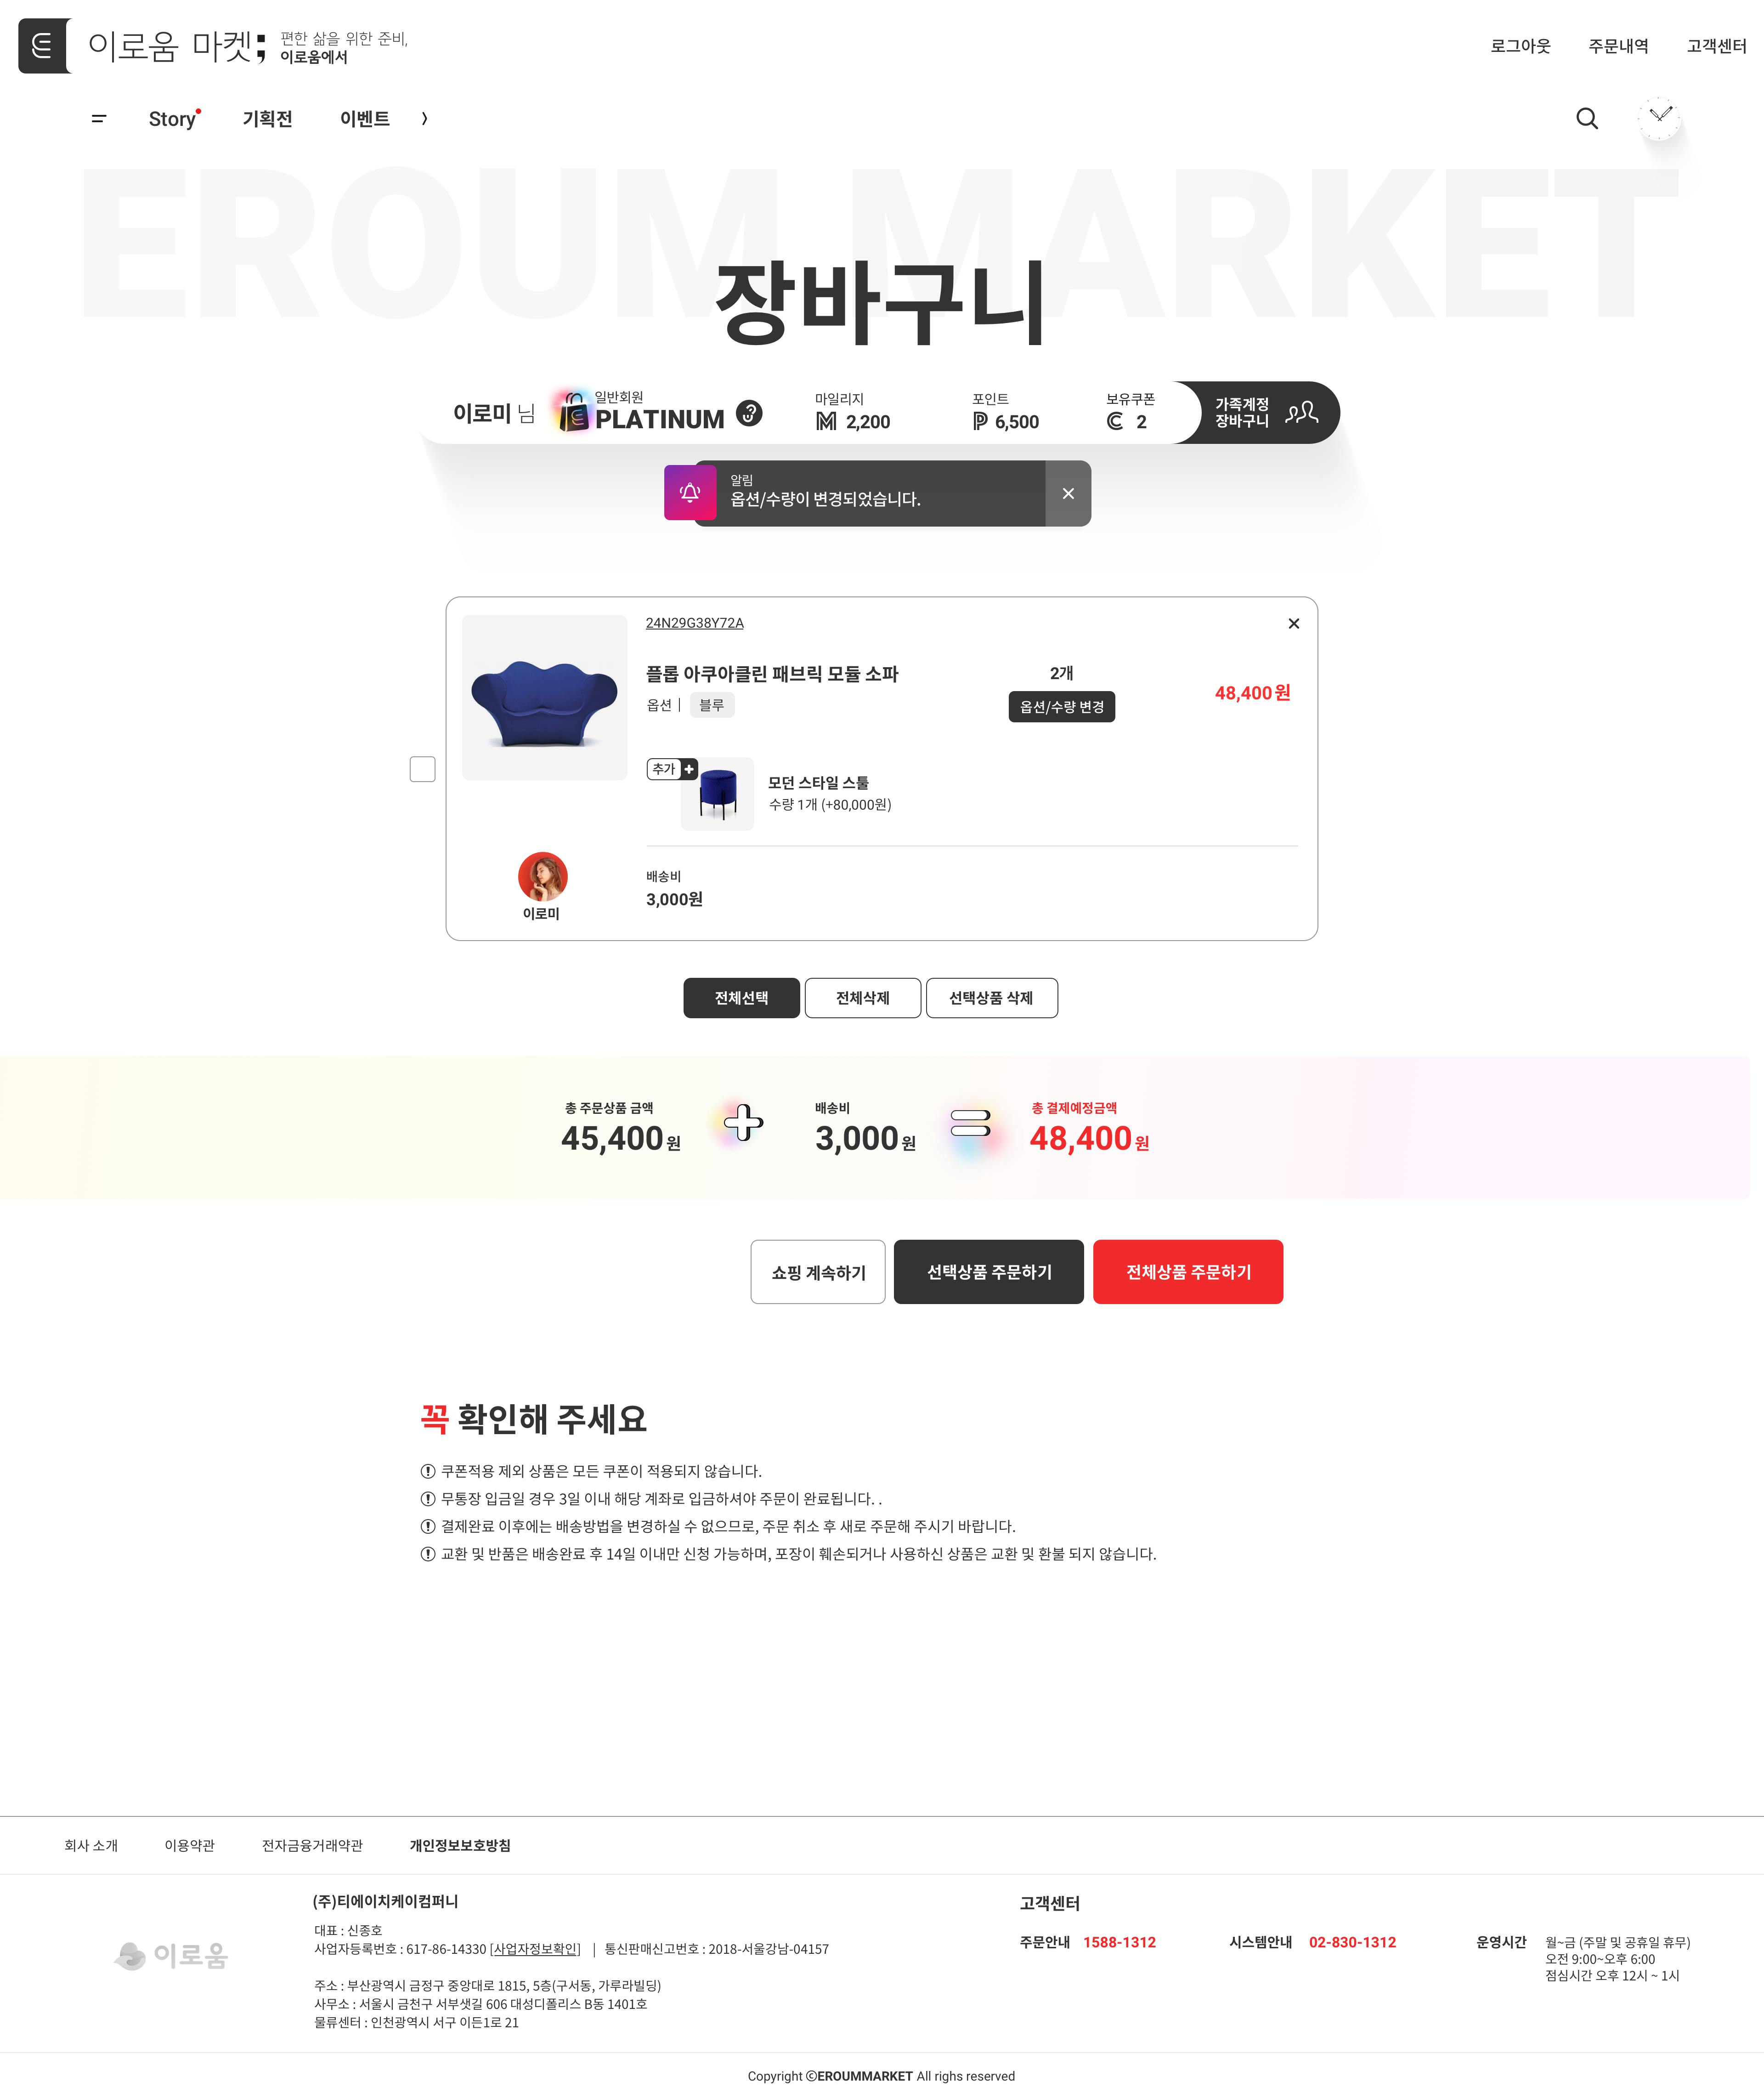 이로움 마켓;
편한 삶을 위한 준비,
이로움에서
로그아웃 주문내역 고객센터
Story 기획전 이벤트
EROUM MARKET
장바구니
이로미 님
일반회원
PLATINUM
마일리지
M 2,200
포인트
P 6,500
보유쿠폰
C 2
가족계정
장바구니
알림
옵션/수량이 변경되었습니다.
24N29G38Y72A
플롭 아쿠아클린 패브릭 모듈 소파
옵션 | 블루
2개
옵션/수량 변경
48,400원
추가
모던 스타일 스툴
수량 1개 (+80,000원)
이로미
배송비
3,000원
전체선택 전체삭제 선택상품 삭제
총 주문상품 금액
45,400원
배송비
3,000원
총 결제예정금액
48,400원
쇼핑 계속하기 선택상품 주문하기 전체상품 주문하기
꼭 확인해 주세요
쿠폰적용 제외 상품은 모든 쿠폰이 적용되지 않습니다.
무통장 입금일 경우 3일 이내 해당 계좌로 입금하셔야 주문이 완료됩니다. .
결제완료 이후에는 배송방법을 변경하실 수 없으므로, 주문 취소 후 새로 주문해 주시기 바랍니다.
교환 및 반품은 배송완료 후 14일 이내만 신청 가능하며, 포장이 훼손되거나 사용하신 상품은 교환 및 환불 되지 않습니다.
회사 소개 이용약관 전자금융거래약관 개인정보보호방침
이로움
(주)티에이치케이컴퍼니
대표 : 신종호
사업자등록번호 : 617-86-14330 [사업자정보확인] | 통신판매신고번호 : 2018-서울강남-04157
주소 : 부산광역시 금정구 중앙대로 1815, 5층(구서동, 가루라빌딩)
사무소 : 서울시 금천구 서부샛길 606 대성디폴리스 B동 1401호
물류센터 : 인천광역시 서구 이든1로 21
고객센터
주문안내 1588-1312
시스템안내 02-830-1312
운영시간 월~금 (주말 및 공휴일 휴무)
오전 9:00~오후 6:00
점심시간 오후 12시 ~ 1시
Copyright ⓒEROUMMARKET All righs reserved